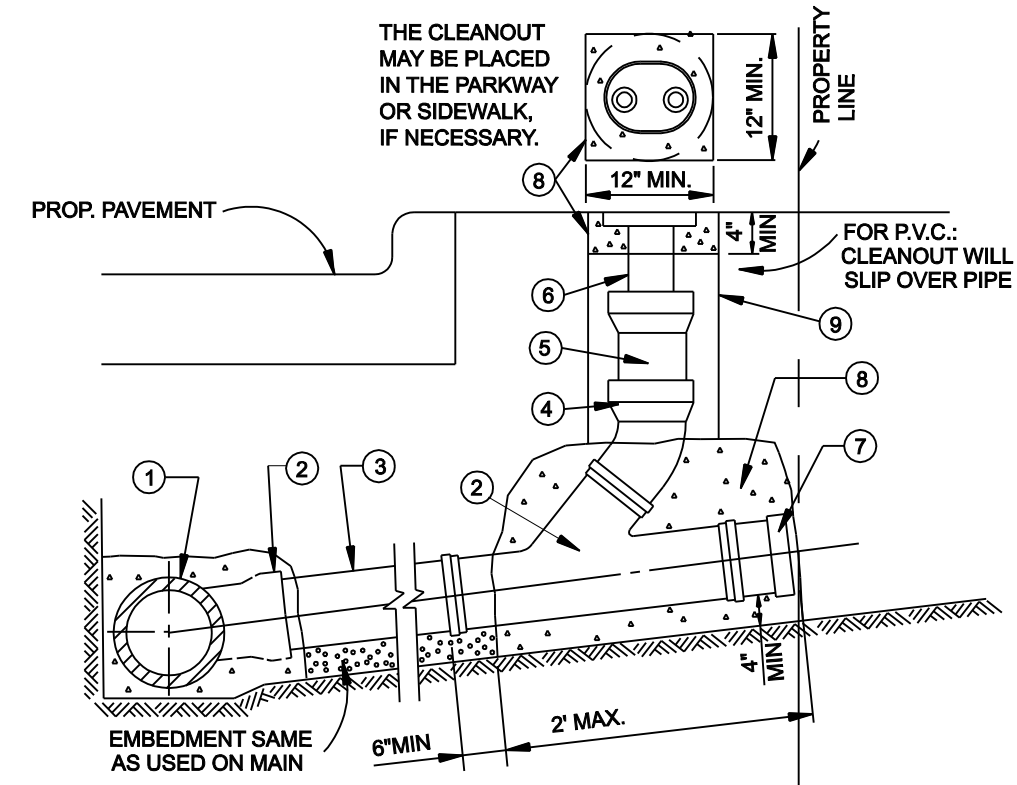 THE CLEANOUT
MAY BE PLACED
IN THE PARKWAY
OR SIDEWALK,
IF NECESSARY.
12" MIN.
PROPERTY
LINE
8
12" MIN.
PROP. PAVEMENT
4"
MIN
FOR P.V.C.:
CLEANOUT WILL
SLIP OVER PIPE
6
9
5
8
4
7
1
2
3
2
4"
MIN
EMBEDMENT SAME
AS USED ON MAIN
6"MIN
2' MAX.